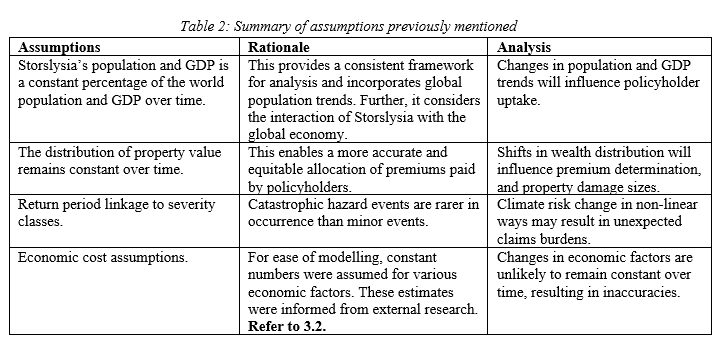 Table 2: Summary of assumptions previously mentioned
Assumptions
Rationale
Analysis
Storslysia's population and GDP is
a constant percentage of the world
population and GDP over time.
This provides a consistent framework
for analysis and incorporates global
population trends. Further, it considers
the interaction of Storslysia with the
global economy.
Changes in population and GDP
trends will influence policyholder
uptake.
The distribution of property value
remains constant over time.
This enables a more accurate and
equitable allocation of premiums paid
by policyholders.
Shifts in wealth distribution will
influence premium determination,
and property damage sizes.
Return period linkage to severity
classes.
Catastrophic hazard events are rarer in
occurrence than minor events.
Climate risk change in non-linear
ways may result in unexpected
claims burdens.
Economic cost assumptions.
For ease of modelling, constant
numbers were assumed for various
economic factors. These estimates
were informed from external research.
Refer to 3.2.
Changes in economic factors are
unlikely to remain constant over
time, resulting in inaccuracies.